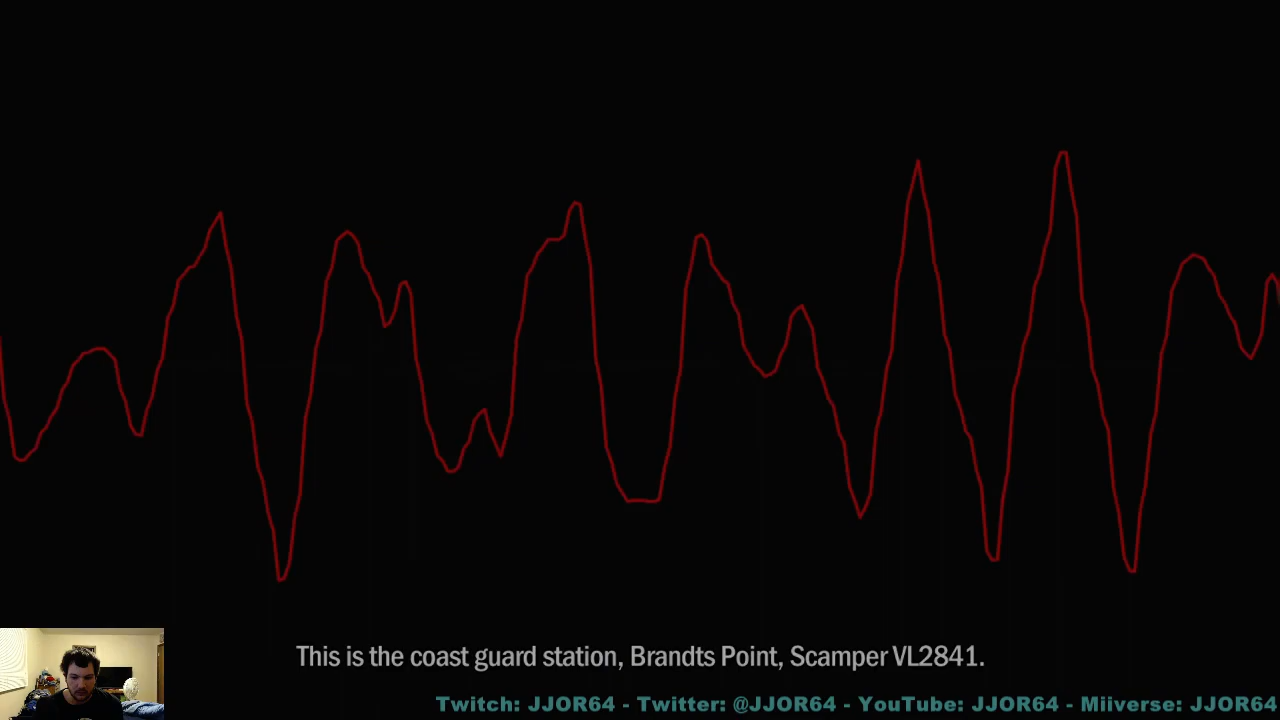 This is the coast guard station, Brandts Point, Scamper VL2841.
Twitch: JJOR64 - Twitter: @JJOR64 - YouTube: JJOR64 - Miiverse: JJOR64